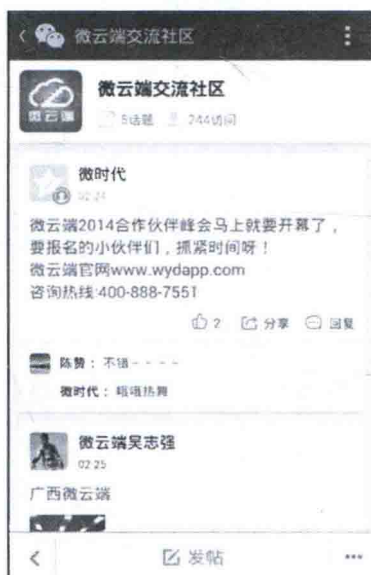 微云端交流社区
微云端
微云端交流社区
5话题 244访问
微时代
02-24
微云端2014合作伙伴峰会马上就要开幕了，
要报名的小伙伴们，抓紧时间呀！
微云端官网www.wydapp.com
咨询热线:400-888-7551
2 分享 回复
陈赞：不错- - - -
微时代：
微云端吴志强
02-25
广西微云端
发帖